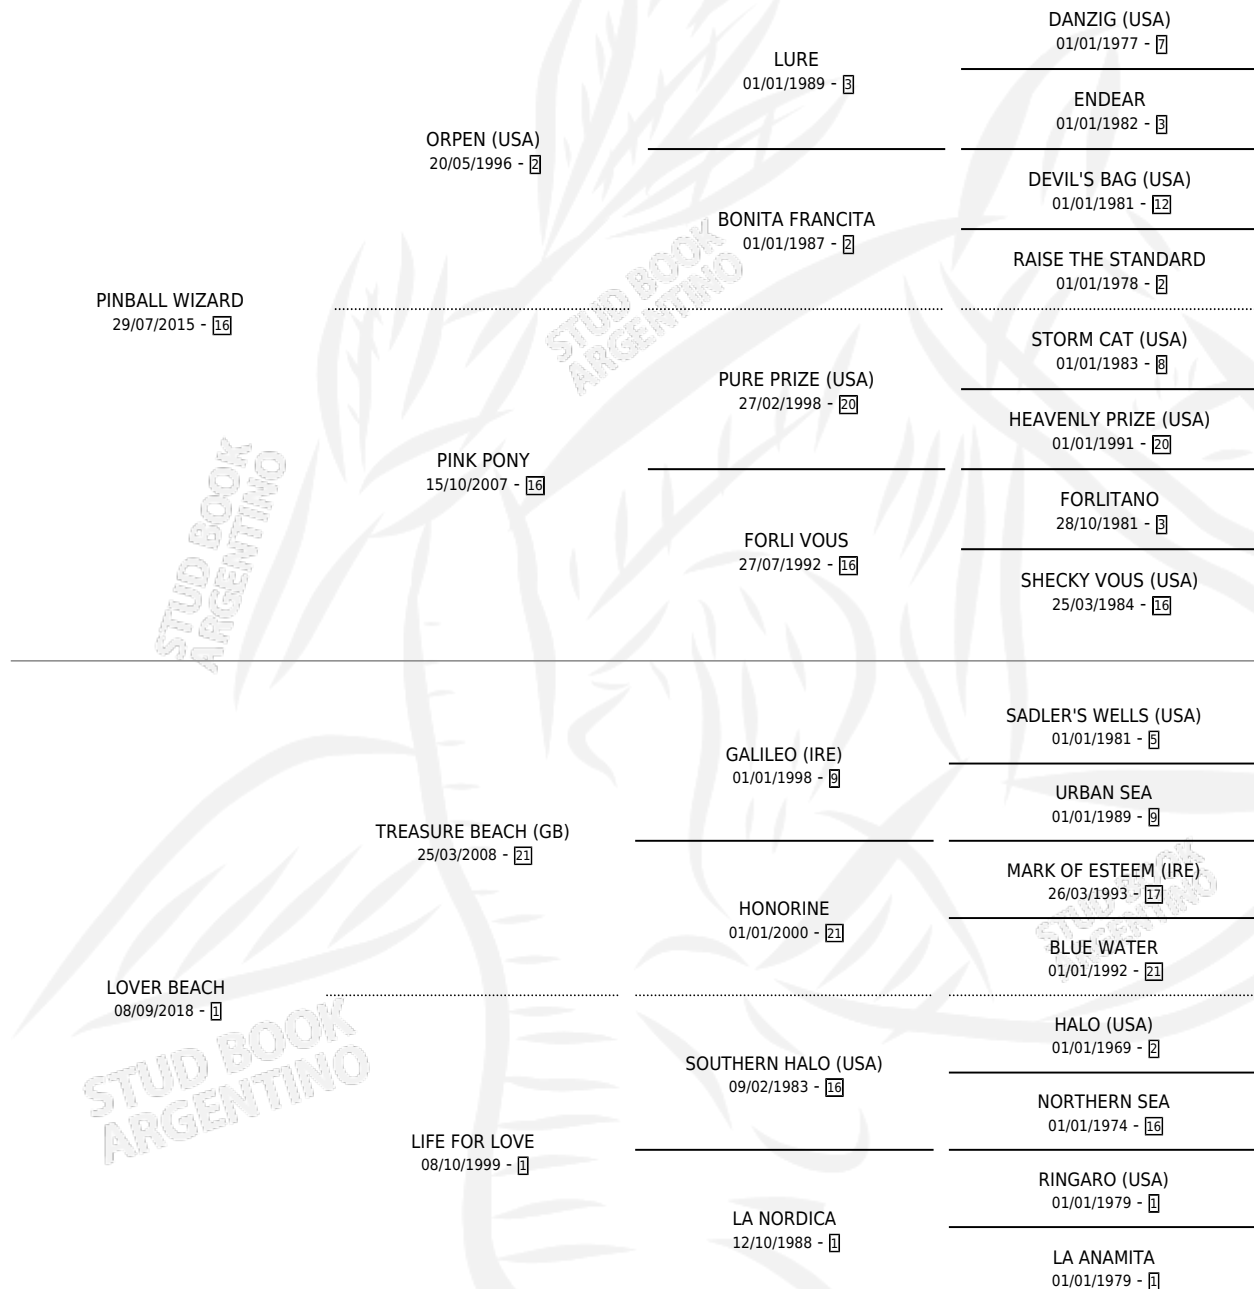 DANZIG (USA)
01/01/1977 - 7
LURE
01/01/1989 - 3
ENDEAR
01/01/1982 - 3
ORPEN (USA)
20/05/1996 - 2
DEVIL'S BAG (USA)
01/01/1981 - 12
BONITA FRANCITA
01/01/1987 - 2
RAISE THE STANDARD
01/01/1978 - 2
PINBALL WIZARD
29/07/2015 - 16
STORM CAT (USA)
01/01/1983 - 8
PURE PRIZE (USA)
27/02/1998 - 20
HEAVENLY PRIZE (USA)
01/01/1991 - 20
PINK PONY
15/10/2007 - 16
FORLITANO
28/10/1981 - 3
FORLI VOUS
27/07/1992 - 16
SHECKY VOUS (USA)
25/03/1984 - 16
SADLER'S WELLS (USA)
01/01/1981 - 5
GALILEO (IRE)
01/01/1998 - 9
URBAN SEA
01/01/1989 - 9
TREASURE BEACH (GB)
25/03/2008 - 21
MARK OF ESTEEM (IRE)
26/03/1993 - 17
HONORINE
01/01/2000 - 21
BLUE WATER
01/01/1992 - 21
LOVER BEACH
08/09/2018 - 1
HALO (USA)
01/01/1969 - 2
SOUTHERN HALO (USA)
09/02/1983 - 16
NORTHERN SEA
01/01/1974 - 16
LIFE FOR LOVE
08/10/1999 - 1
RINGARO (USA)
01/01/1979 - 1
LA NORDICA
12/10/1988 - 1
LA ANAMITA
01/01/1979 - 1
STUD BOOK
ARGENTINO
STUD BOOK
ARGENTINO
STUD BOOK
ARGENTINO
STUD BOOK
ARGENTINO